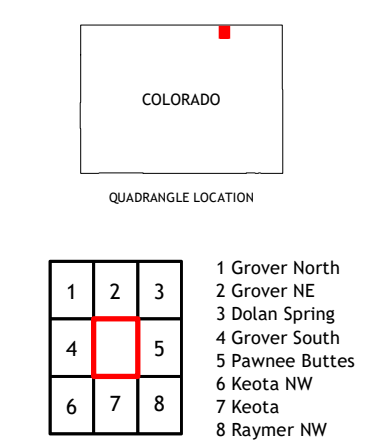 COLORADO
QUADRANGLE LOCATION
1 2 3
4 5
6 7 8
1 Grover North
2 Grover NE
3 Dolan Spring
4 Grover South
5 Pawnee Buttes
6 Keota NW
7 Keota
8 Raymer NW